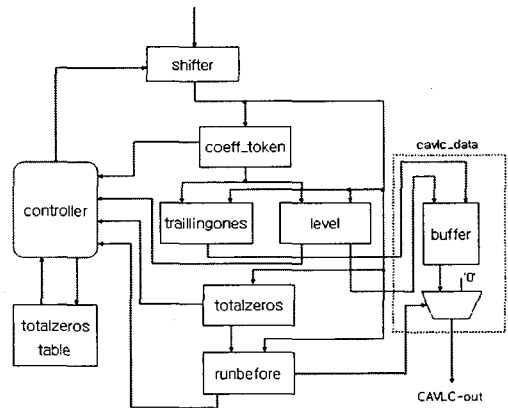 shifter
coeff_token
cavlc_data
controller
traillingones
level
buffer
'0'
totalzeros
totalzeros
table
runbefore
CAVLC-out